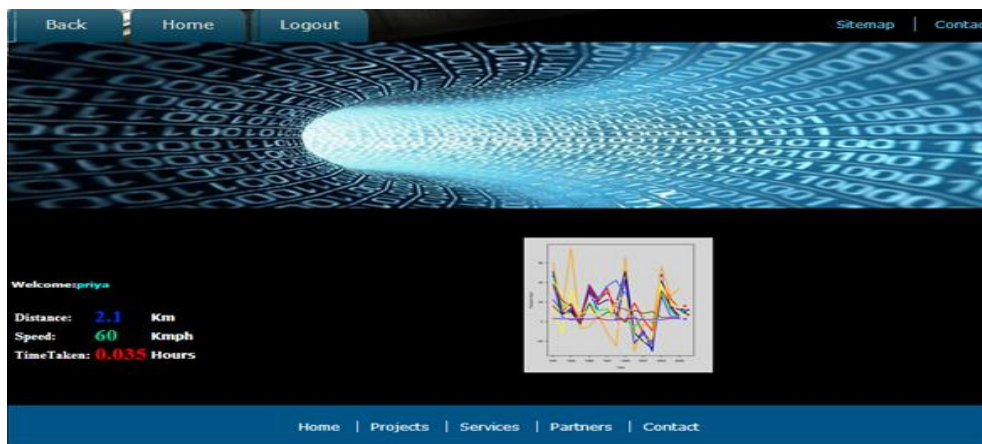 Back Home Logout Sitemap | Contac
Welcome:priya
Distance: 2.1 Km
Speed: 60 Kmph
TimeTaken: 0.035 Hours
Home | Projects | Services | Partners | Contact